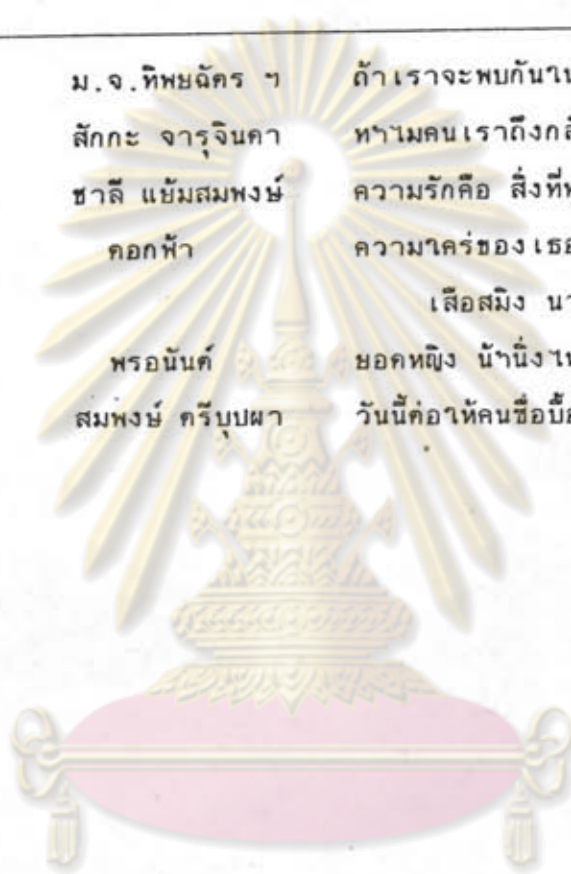 ม.จ.ทิพยฉัตร ฯ ถ้าเราจะพบกันใน
สักกะ จารุจินดา ทำไมคนเราถึงกลั
ชาลี แย้มสมพงษ์ ความรักคือ สิ่งที่
ดอกฟ้า ความใคร่ของเธอ
เสือสมิง
พรอนันต์ ยอดหญิง น้ำนิ่งไห
สมพงษ์ ตรีบุปผา วันนี้ต่อให้คนชื่อบื้อ